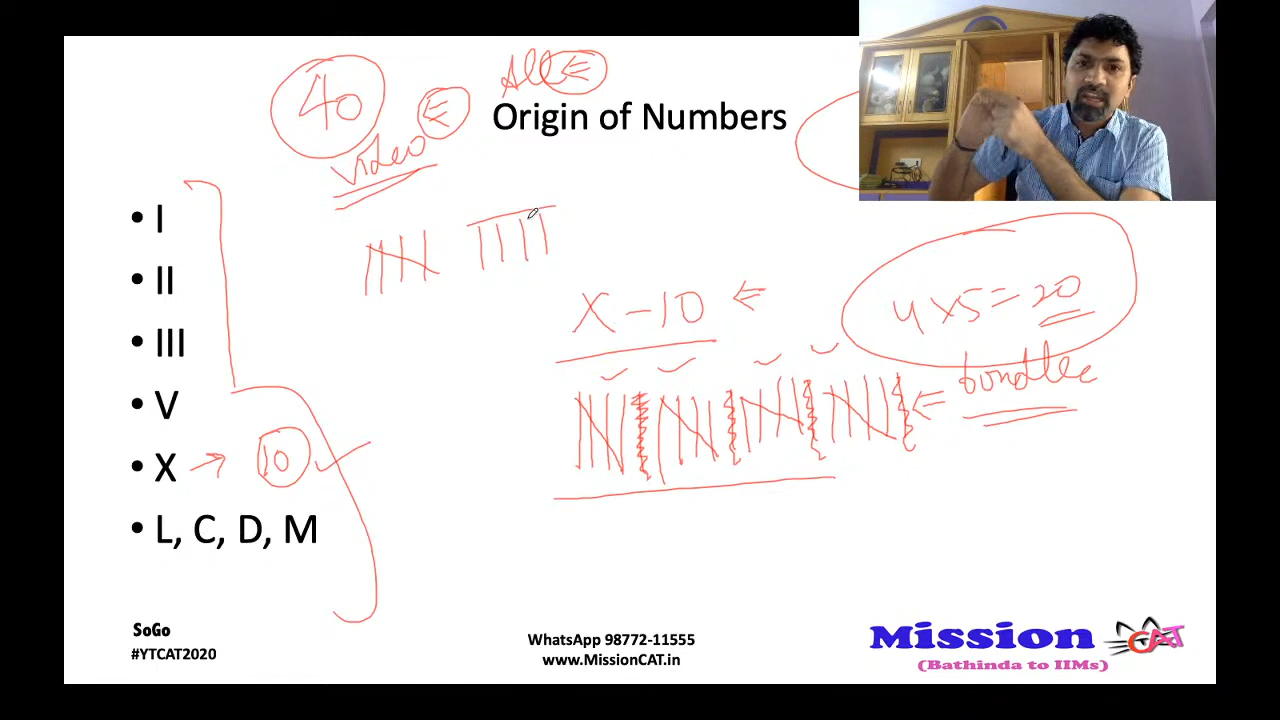 40
video
All
Origin of Numbers
• I
• II
• III
• V
• X → 10
• L, C, D, M
X - 10
4 x 5 = 20
bundle
SoGo
#YTCAT2020
WhatsApp 98772-11555
www.MissionCAT.in
Mission CAT
(Bathinda to IIMs)